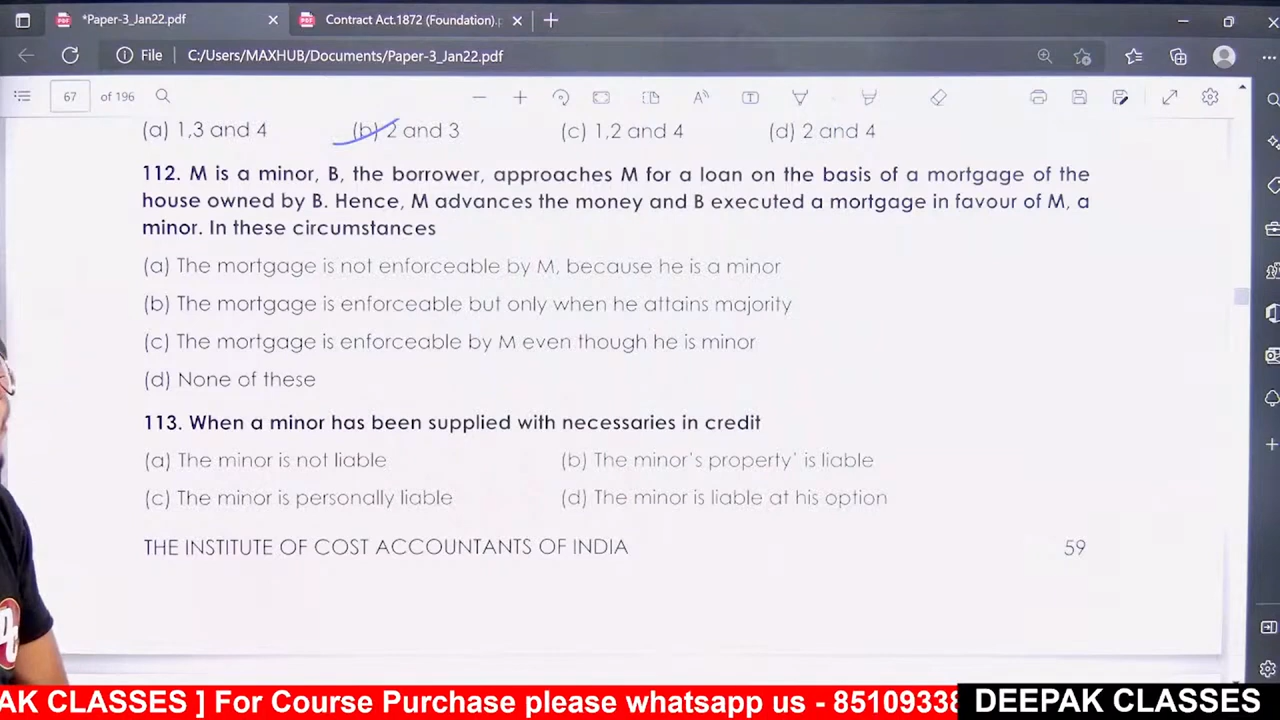 *Paper-3_Jan22.pdf
Contract Act.1872 (Foundation).p
File C:/Users/MAXHUB/Documents/Paper-3_Jan22.pdf
67 of 196
(a) 1,3 and 4 (b) 2 and 3 (c) 1,2 and 4 (d) 2 and 4
112. M is a minor, B, the borrower, approaches M for a loan on the basis of a mortgage of the
house owned by B. Hence, M advances the money and B executed a mortgage in favour of M, a
minor. In these circumstances
(a) The mortgage is not enforceable by M, because he is a minor
(b) The mortgage is enforceable but only when he attains majority
(c) The mortgage is enforceable by M even though he is minor
(d) None of these
113. When a minor has been supplied with necessaries in credit
(a) The minor is not liable (b) The minor's property' is liable
(c) The minor is personally liable (d) The minor is liable at his option
THE INSTITUTE OF COST ACCOUNTANTS OF INDIA 59
PAK CLASSES ] For Course Purchase please whatsapp us - 8510933 DEEPAK CLASSES